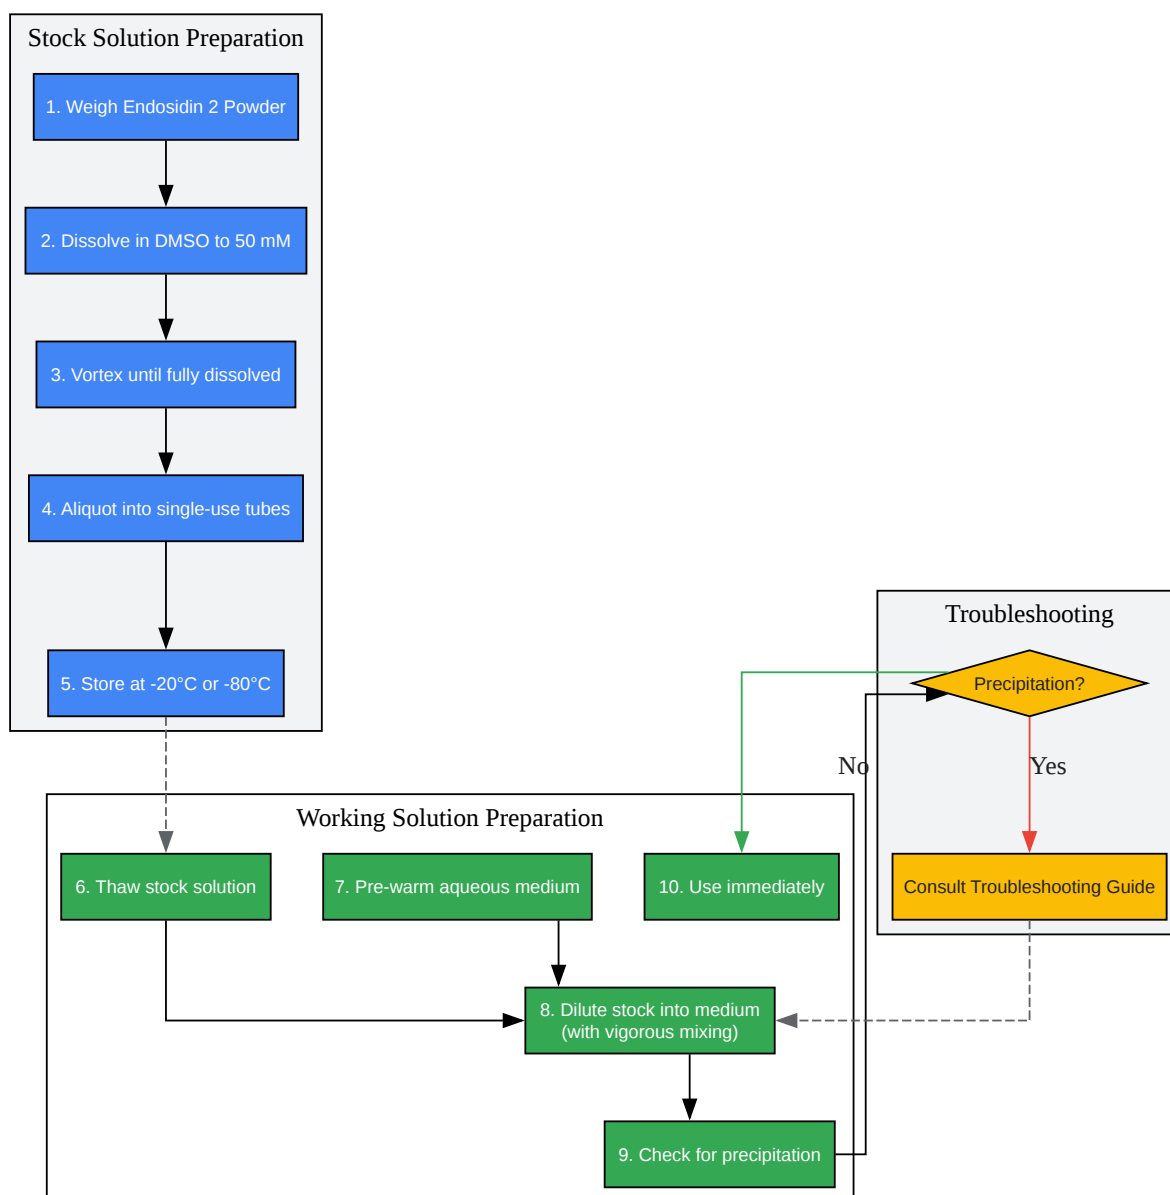 Stock Solution Preparation
1. Weigh Endosidin 2 Powder
2. Dissolve in DMSO to 50 mM
3. Vortex until fully dissolved
4. Aliquot into single-use tubes
5. Store at -20°C or -80°C
Troubleshooting
Precipitation?
No
Yes
Consult Troubleshooting Guide
Working Solution Preparation
6. Thaw stock solution
7. Pre-warm aqueous medium
10. Use immediately
8. Dilute stock into medium
(with vigorous mixing)
9. Check for precipitation